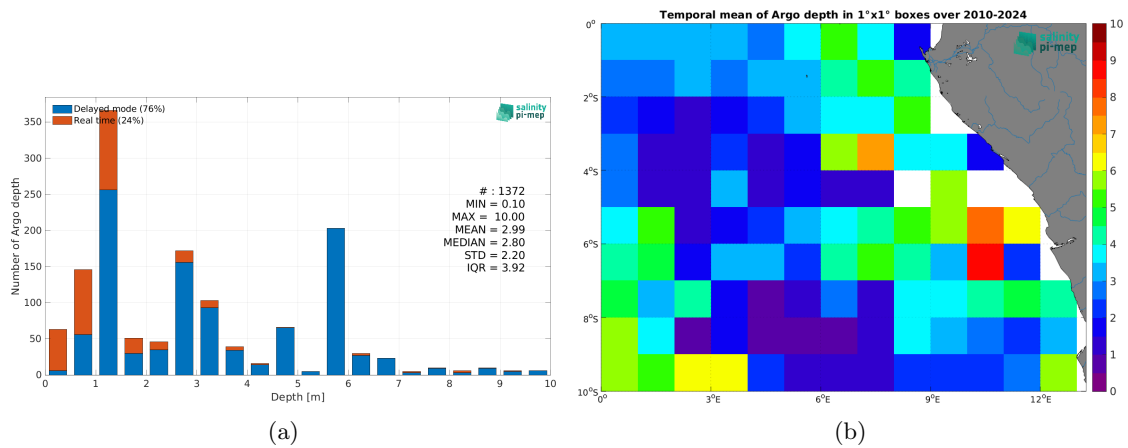 Delayed mode (76%)
Real time (24%)
salinity
pi-mep
Number of Argo depth
350
300
250
200
150
100
50
0
# : 1372
MIN = 0.10
MAX = 10.00
MEAN = 2.99
MEDIAN = 2.80
STD = 2.20
IQR = 3.92
0 1 2 3 4 5 6 7 8 9 10
Depth [m]
(a)
Temporal mean of Argo depth in 1°x1° boxes over 2010-2024
salinity
pi-mep
0°
2°S
4°S
6°S
8°S
10°S
0° 3°E 6°E 9°E 12°E
10
9
8
7
6
5
4
3
2
1
0
(b)